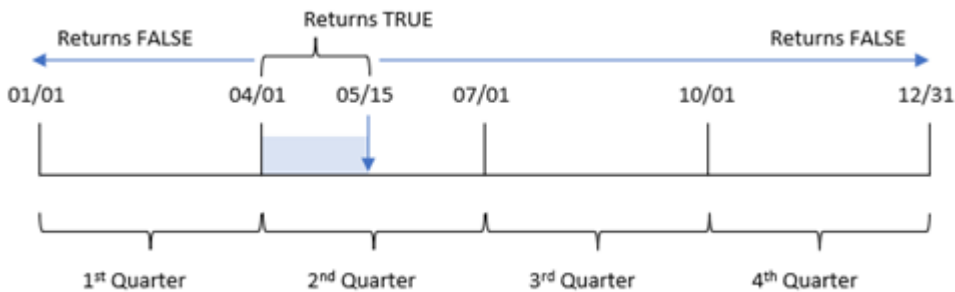 Returns TRUE
Returns FALSE Returns FALSE
01/01 04/01 05/15 07/01 10/01 12/31
1st Quarter 2nd Quarter 3rd Quarter 4th Quarter